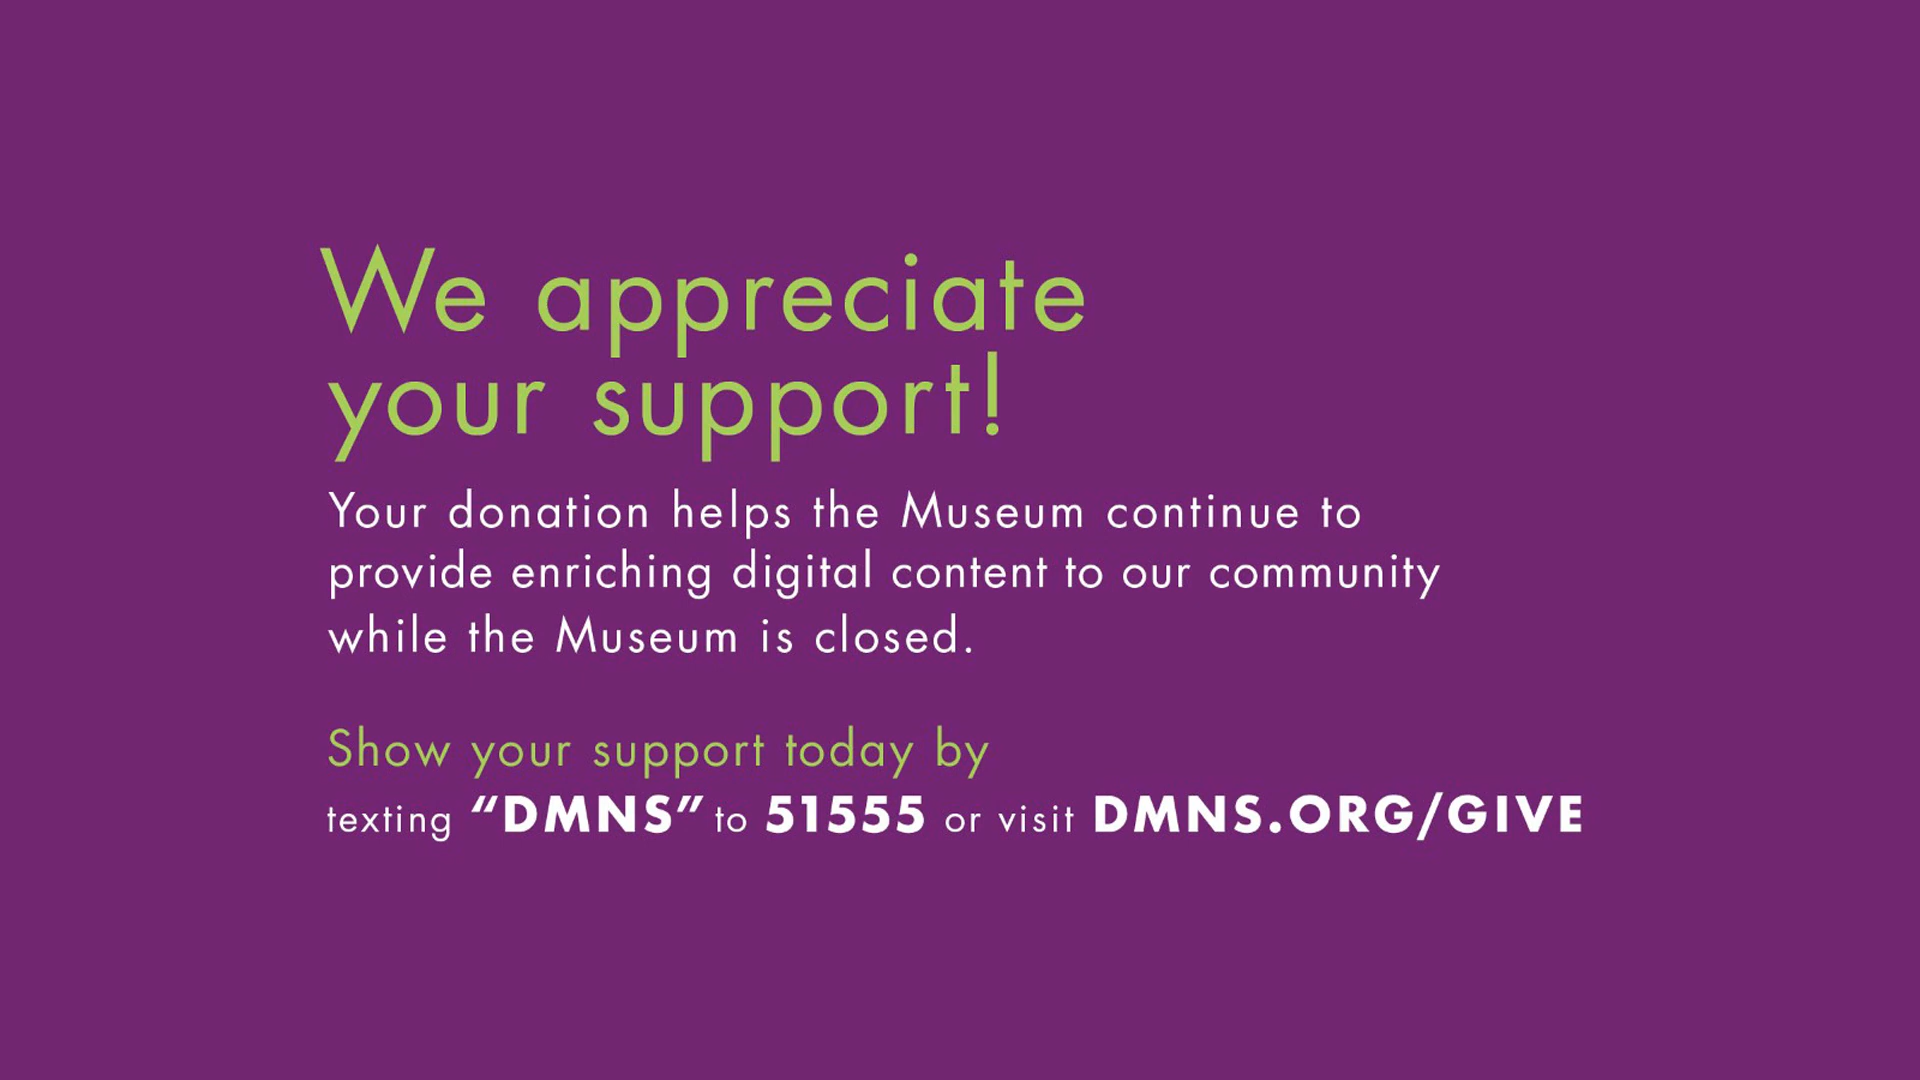 We appreciate
your support!
Your donation helps the Museum continue to
provide enriching digital content to our community
while the Museum is closed.
Show your support today by
texting “DMNS” to 51555 or visit DMNS.ORG/GIVE